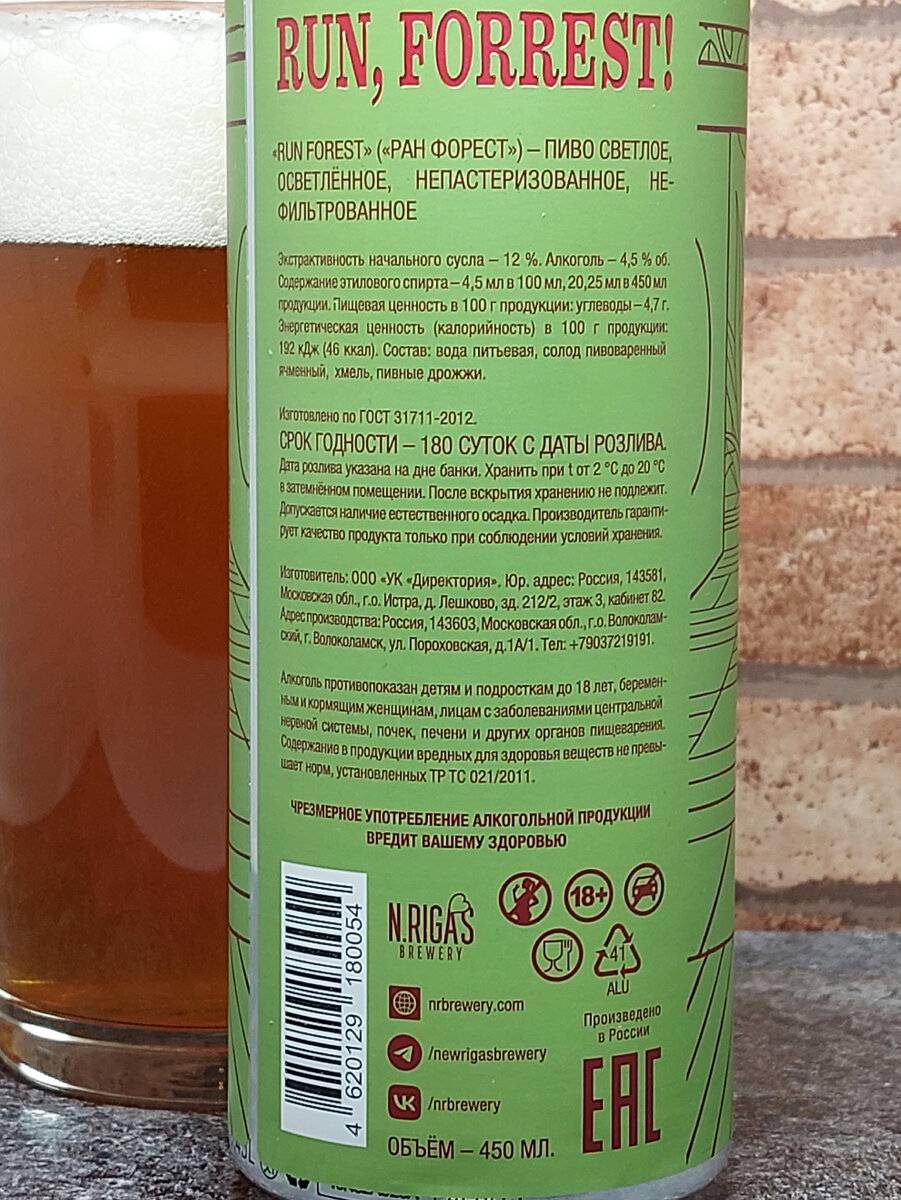 RUN, FORREST!
«RUN FOREST» («РАН ФОРЕСТ») – ПИВО СВЕТЛОЕ,
ОСВЕТЛЁННОЕ, НЕПАСТЕРИЗОВАННОЕ, НЕ-
ФИЛЬТРОВАННОЕ
Экстрактивность начального сусла – 12 %. Алкоголь – 4,5 % об.
Содержание этилового спирта – 4,5 мл в 100 мл, 20,25 мл в 450 мл
продукции. Пищевая ценность в 100 г продукции: углеводы – 4,7 г.
Энергетическая ценность (калорийность) в 100 г продукции:
192 кДж (46 ккал). Состав: вода питьевая, солод пивоваренный
ячменный, хмель, пивные дрожжи.
Изготовлено по ГОСТ 31711-2012.
СРОК ГОДНОСТИ – 180 СУТОК С ДАТЫ РОЗЛИВА.
Дата розлива указана на дне банки. Хранить при t от 2 °C до 20 °C
в затемнённом помещении. После вскрытия хранению не подлежит.
Допускается наличие естественного осадка. Производитель гаранти-
рует качество продукта только при соблюдении условий хранения.
Изготовитель: ООО «УК «Директория». Юр. адрес: Россия, 143581,
Московская обл., г.о. Истра, д. Лешково, зд. 212/2, этаж 3, кабинет 82.
Адрес производства: Россия, 143603, Московская обл., г.о. Волоколам-
ский, г. Волоколамск, ул. Пороховская, д.1А/1. Тел: +79037219191.
Алкоголь противопоказан детям и подросткам до 18 лет, беремен-
ным и кормящим женщинам, лицам с заболеваниями центральной
нервной системы, почек, печени и других органов пищеварения.
Содержание в продукции вредных для здоровья веществ не превы-
шает норм, установленных ТР ТС 021/2011.
ЧРЕЗМЕРНОЕ УПОТРЕБЛЕНИЕ АЛКОГОЛЬНОЙ ПРОДУКЦИИ
ВРЕДИТ ВАШЕМУ ЗДОРОВЬЮ
4 620129 180054
N.RIGAS
BREWERY
18+
41
ALU
nrbrewery.com
/newrigasbrewery
/nrbrewery
Произведено
в России
EAC
ОБЪЁМ – 450 МЛ.